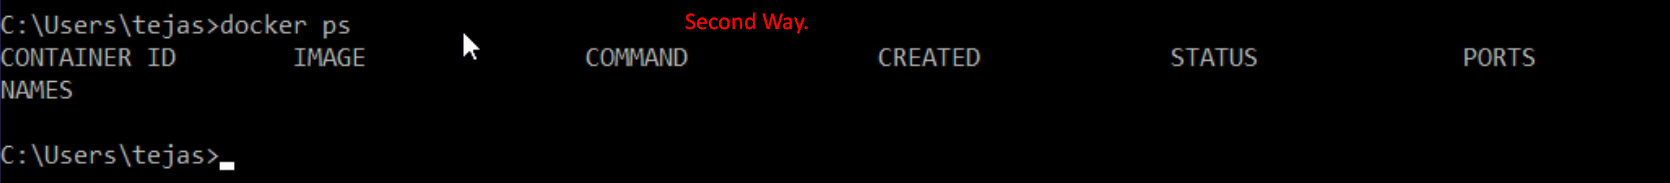 C:\Users\tejas>docker ps
Second Way.
CONTAINER ID IMAGE COMMAND CREATED STATUS PORTS
NAMES
C:\Users\tejas>